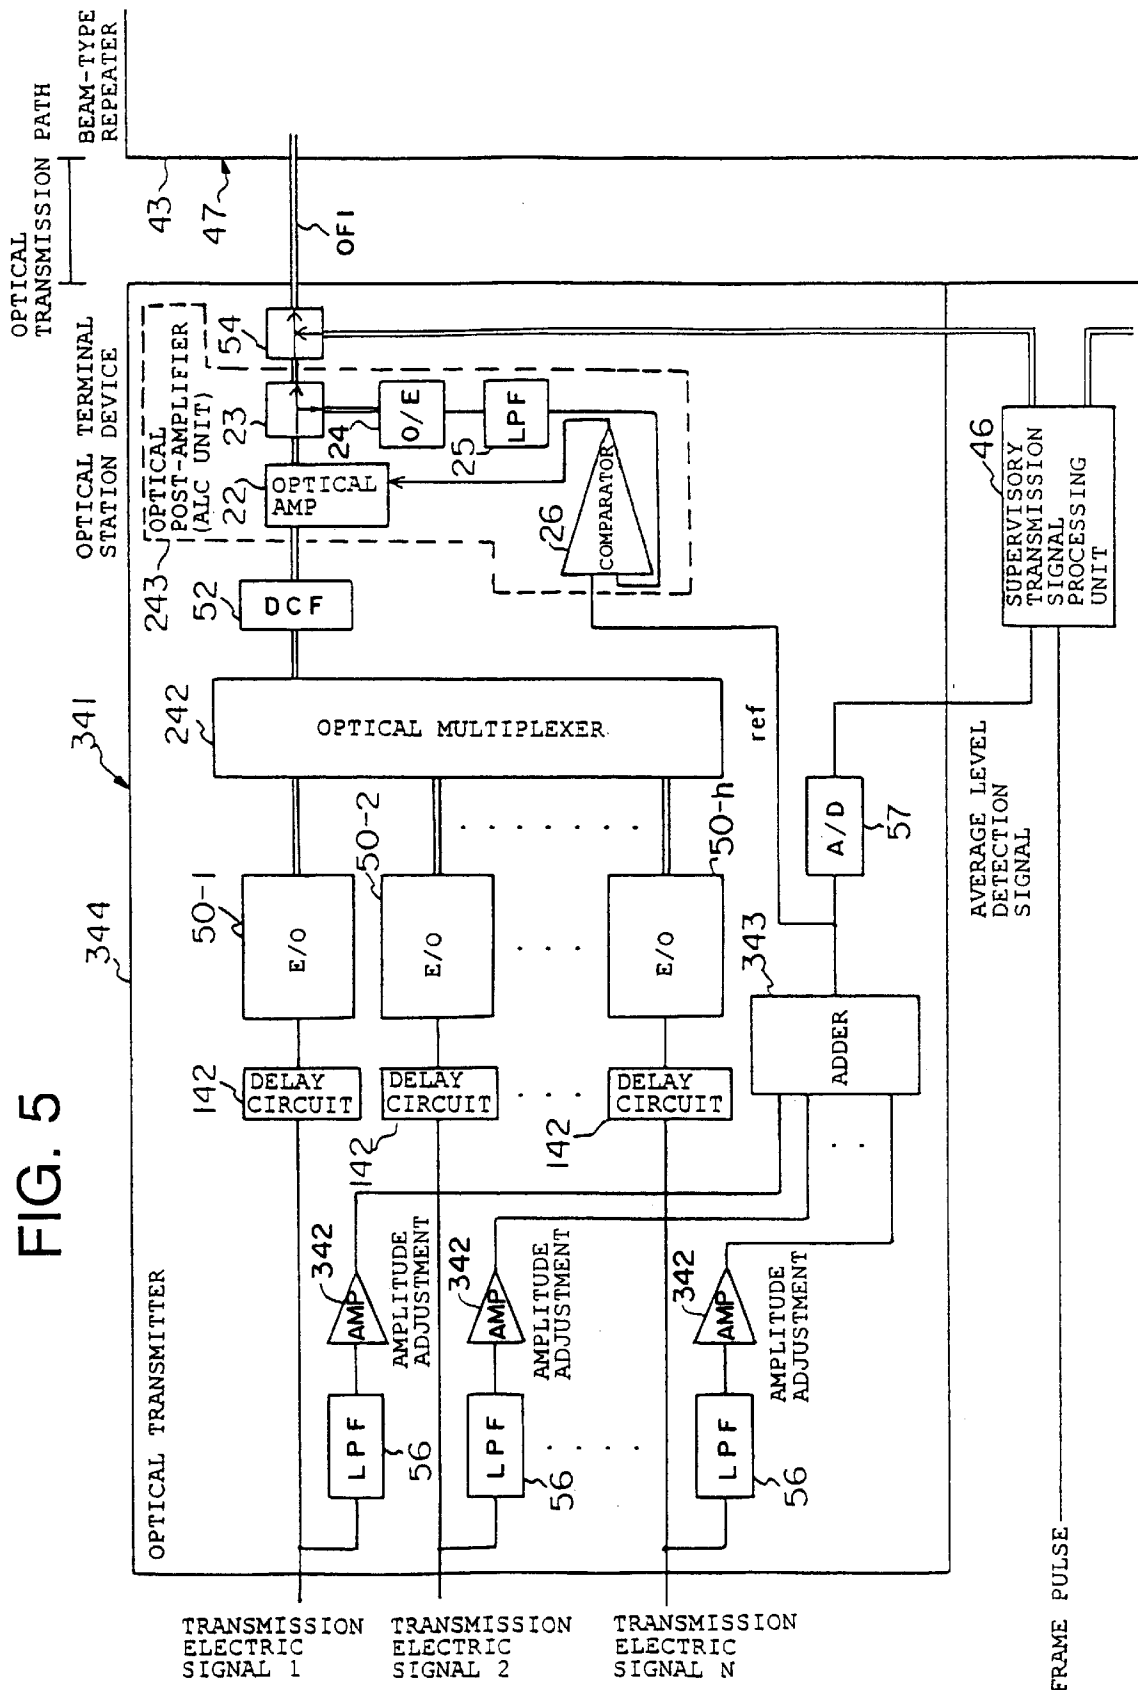 FIG. 5
OPTICAL
TRANSMISSION PATH
BEAM-TYPE
REPEATER
43
47
OF1
OPTICAL TERMINAL
STATION DEVICE
341
344
OPTICAL TRANSMITTER
243
OPTICAL
POST-AMPLIFIER
(ALC UNIT)
54
23
22
OPTICAL
AMP
24
O/E
25
LPF
26
COMPARATOR
52
DCF
242
OPTICAL MULTIPLEXER
ref
50-1
E/O
50-2
E/O
50-h
E/O
142
DELAY
CIRCUIT
142
DELAY
CIRCUIT
142
DELAY
CIRCUIT
342
AMP
AMPLITUDE
ADJUSTMENT
342
AMP
AMPLITUDE
ADJUSTMENT
342
AMP
AMPLITUDE
ADJUSTMENT
LPF
56
LPF
56
LPF
56
343
ADDER
A/D
57
46
SUPERVISORY
TRANSMISSION
SIGNAL
PROCESSING
UNIT
AVERAGE LEVEL
DETECTION
SIGNAL
TRANSMISSION
ELECTRIC
SIGNAL 1
TRANSMISSION
ELECTRIC
SIGNAL 2
TRANSMISSION
ELECTRIC
SIGNAL N
FRAME PULSE